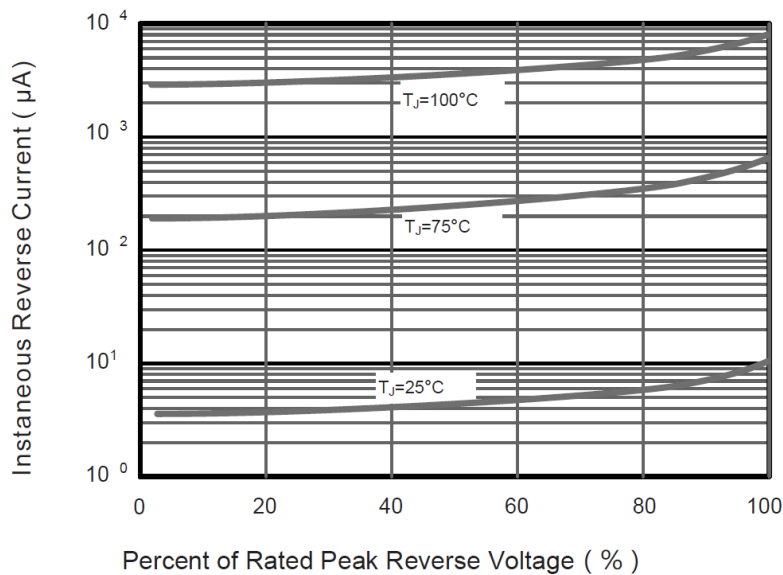 Instaneous Reverse Current ( µA)
10 4
10 3
10 2
10 1
10 0
TJ=100°C
TJ=75°C
TJ=25°C
0 20 40 60 80 100
Percent of Rated Peak Reverse Voltage ( % )